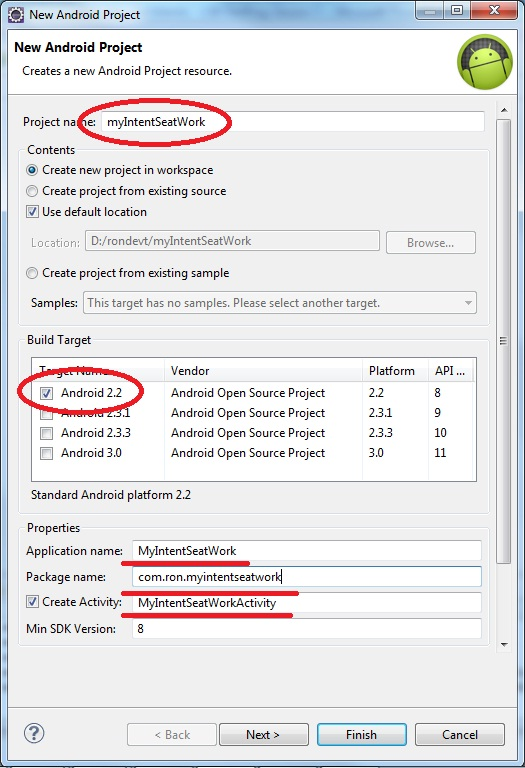 New Android Project
New Android Project
Creates a new Android Project resource.
Project name: myIntentSeatWork
Contents
Create new project in workspace
Create project from existing source
Use default location
Location: D:/rondevt/myIntentSeatWork Browse...
Create project from existing sample
Samples: This target has no samples. Please select another target.
Build Target
Target Name Vendor Platform API ...
Android 2.2 Android Open Source Project 2.2 8
Android 2.3.1 Android Open Source Project 2.3.1 9
Android 2.3.3 Android Open Source Project 2.3.3 10
Android 3.0 Android Open Source Project 3.0 11
Standard Android platform 2.2
Properties
Application name: MyIntentSeatWork
Package name: com.ron.myintentseatwork
Create Activity: MyIntentSeatWorkActivity
Min SDK Version: 8
? < Back Next > Finish Cancel